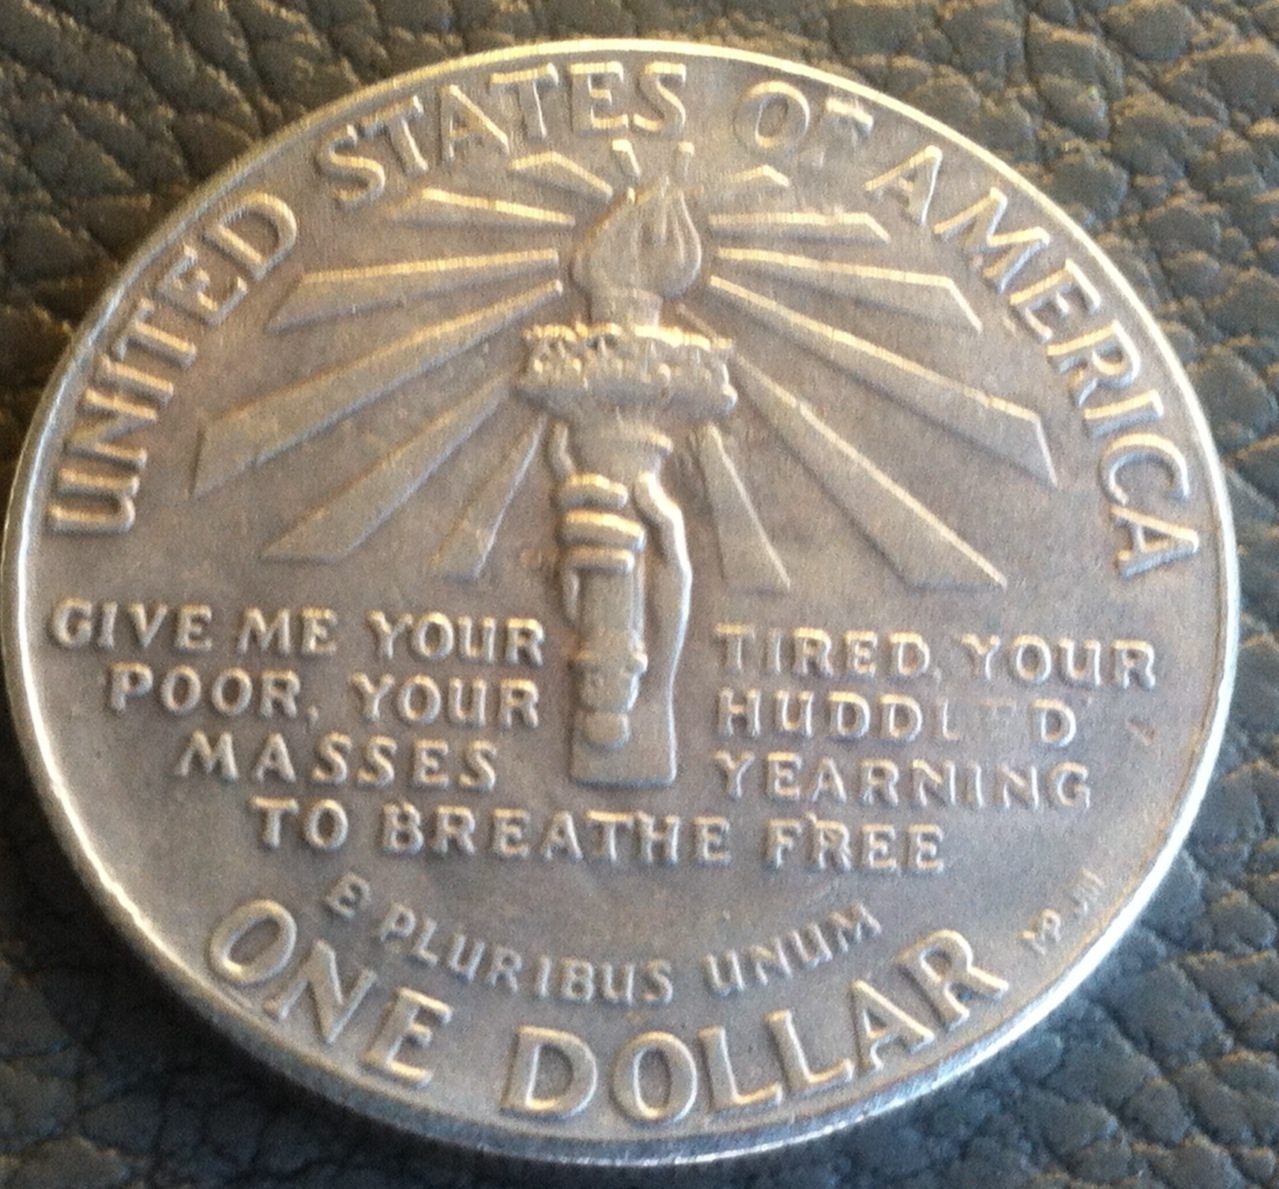 UNITED STATES OF AMERICA
GIVE ME YOUR TIRED, YOUR
POOR, YOUR HUDDLED
MASSES YEARNING
TO BREATHE FREE
E PLURIBUS UNUM
ONE DOLLAR
MP